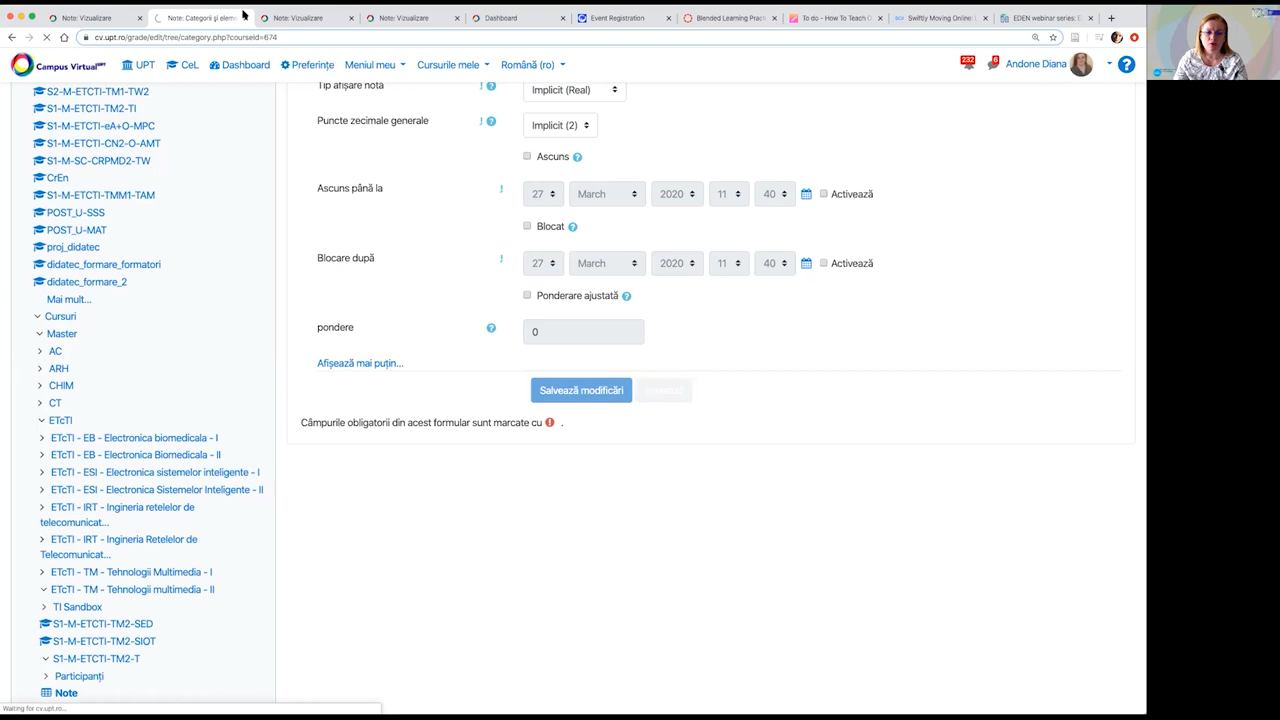 Note: Vizualizare
Note: Categorii și elem
Note: Vizualizare
Note: Vizualizare
Dashboard
Event Registration
Blended Learning Pract
To do - How To Teach O
Swiftly Moving Online: L
EDEN webinar series: E
cv.upt.ro/grade/edit/tree/category.php?courseid=674
Campus Virtual UPT
UPT
CeL
Dashboard
Preferințe
Meniul meu
Cursurile mele
Română (ro)
232
6
Andone Diana
S2-M-ETCTI-TM1-TW2
S1-M-ETCTI-TM2-TI
S1-M-ETCTI-eA+O-MPC
S1-M-ETCTI-CN2-O-AMT
S1-M-SC-CRPMD2-TW
CrEn
S1-M-ETCTI-TMM1-TAM
POST_U-SSS
POST_U-MAT
proj_didatec
didatec_formare_formatori
didatec_formare_2
Mai mult...
Cursuri
Master
AC
ARH
CHIM
CT
ETcTI
ETcTI - EB - Electronica biomedicala - I
ETcTI - EB - Electronica Biomedicala - II
ETcTI - ESI - Electronica sistemelor inteligente - I
ETcTI - ESI - Electronica Sistemelor Inteligente - II
ETcTI - IRT - Ingineria retelelor de
telecomunicat...
ETcTI - IRT - Ingineria Retelelor de
Telecomunicat...
ETcTI - TM - Tehnologii Multimedia - I
ETcTI - TM - Tehnologii multimedia - II
TI Sandbox
S1-M-ETCTI-TM2-SED
S1-M-ETCTI-TM2-SIOT
S1-M-ETCTI-TM2-T
Participanți
Note
Tip afișare notă
Implicit (Real)
Puncte zecimale generale
Implicit (2)
Ascuns
Ascuns până la
27 March 2020 11 40 Activează
Blocat
Blocare după
27 March 2020 11 40 Activează
Ponderare ajustată
pondere
0
Afișează mai puțin...
Salvează modificări
Câmpurile obligatorii din acest formular sunt marcate cu .
Waiting for cv.upt.ro...